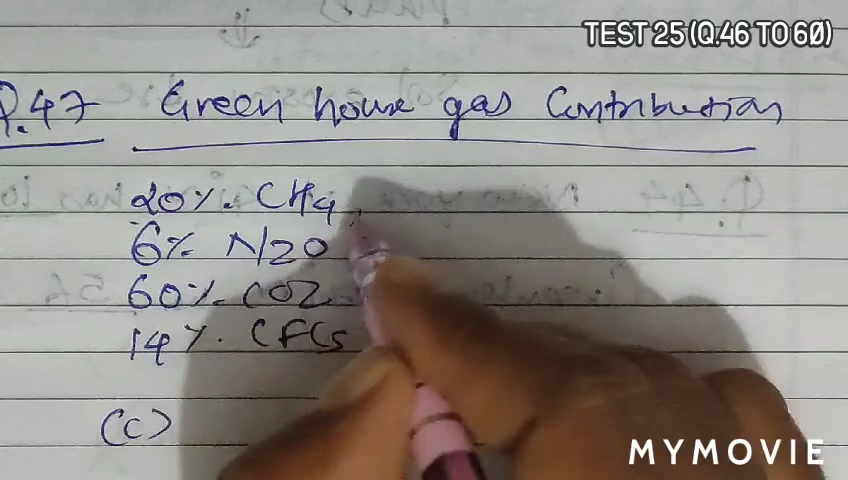 TEST 25 (Q.46 TO 60)
Q.47 Green house gas Contribution
20%. CH4,
6% N2O
60%. CO2
14%. CFCs
(C)
MYMOVIE